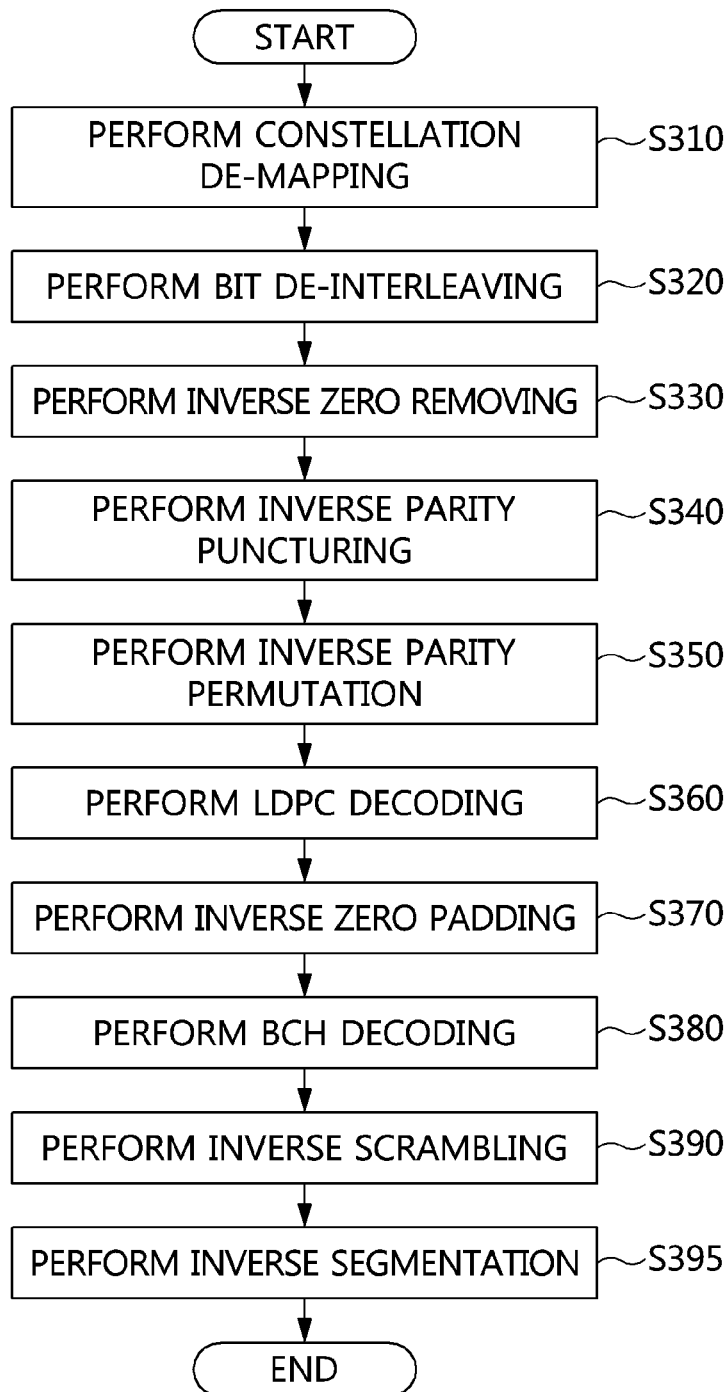 START
PERFORM CONSTELLATION
DE-MAPPING
S310
PERFORM BIT DE-INTERLEAVING
S320
PERFORM INVERSE ZERO REMOVING
S330
PERFORM INVERSE PARITY
PUNCTURING
S340
PERFORM INVERSE PARITY
PERMUTATION
S350
PERFORM LDPC DECODING
S360
PERFORM INVERSE ZERO PADDING
S370
PERFORM BCH DECODING
S380
PERFORM INVERSE SCRAMBLING
S390
PERFORM INVERSE SEGMENTATION
S395
END